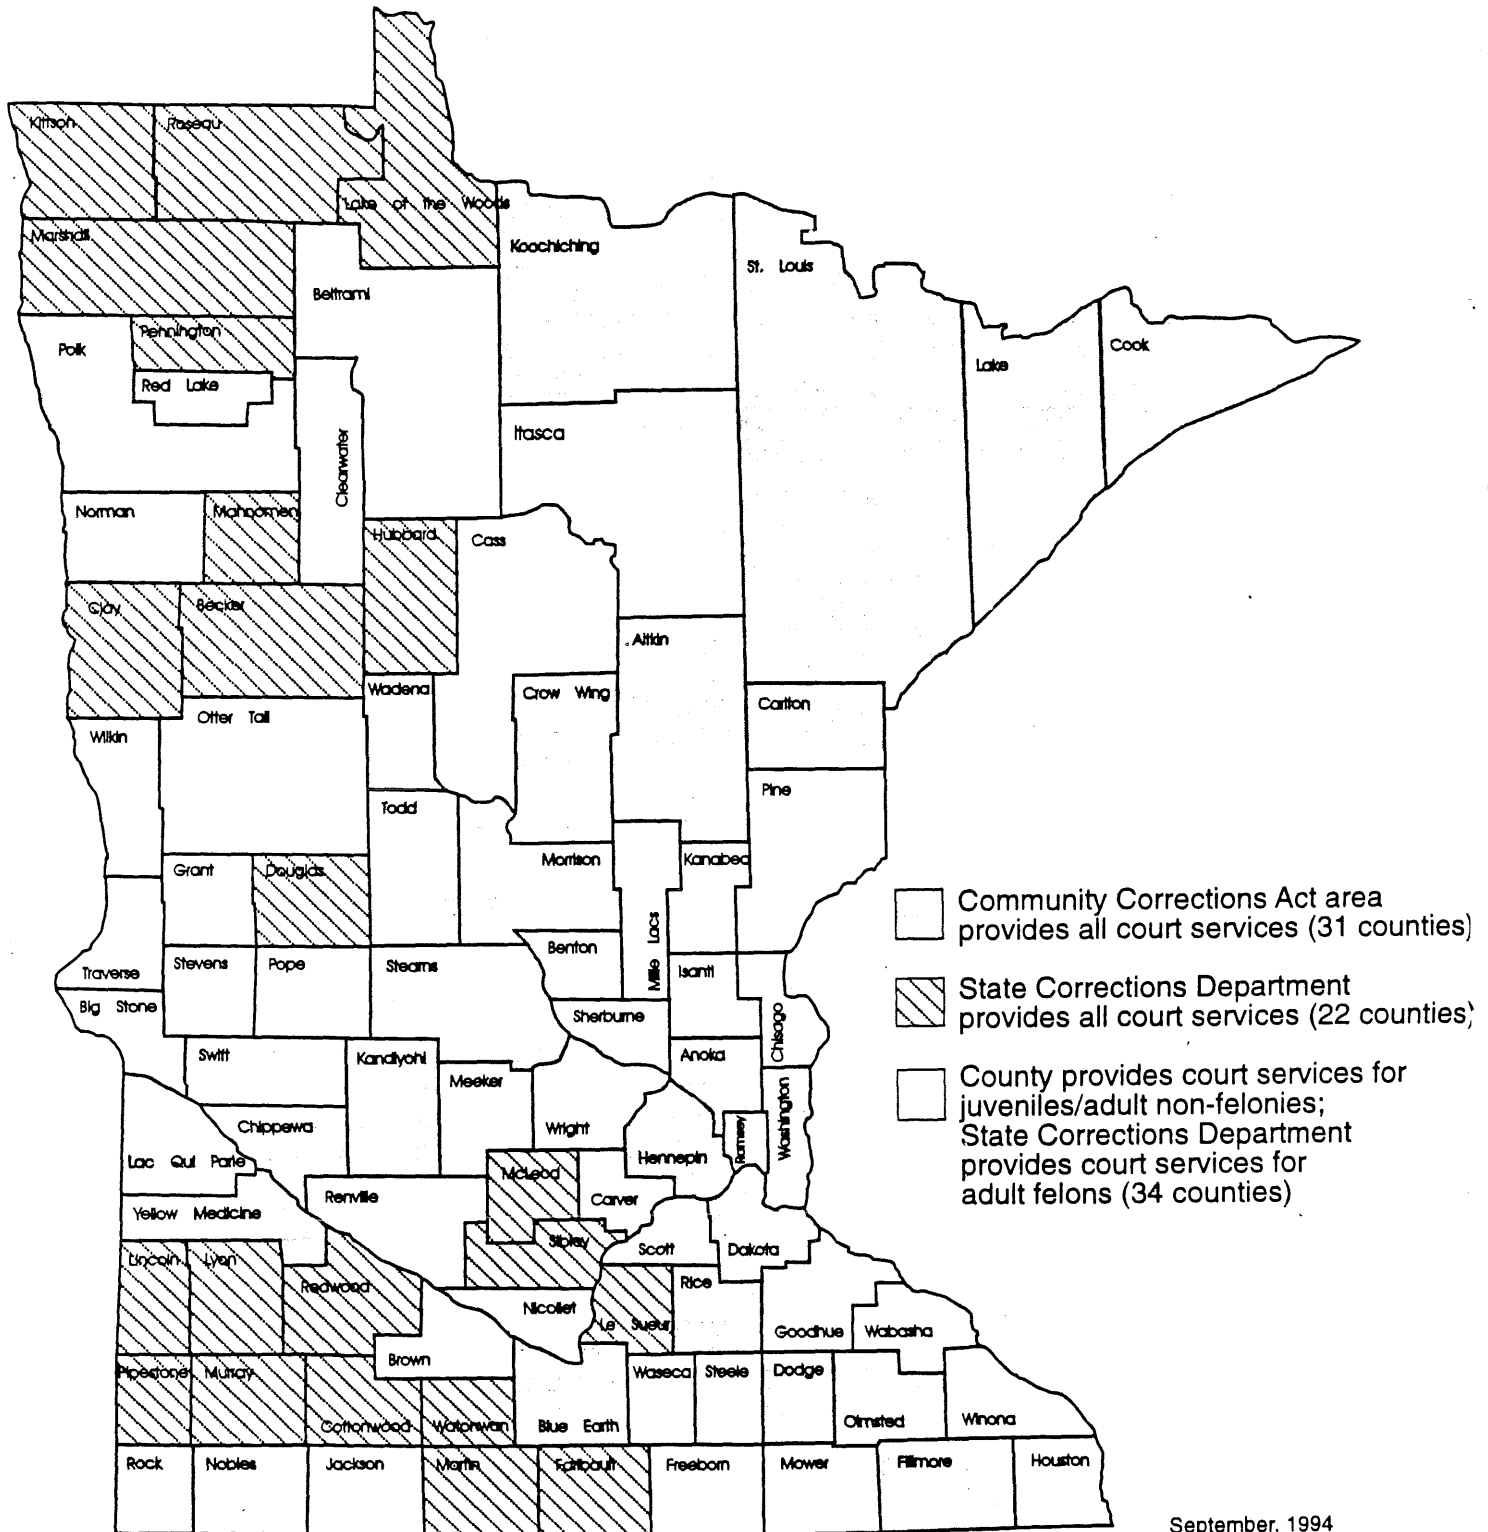 Kittson
Roseau
Lake of the Woods
Marshall
Koochiching
St. Louis
Beltrami
Pennington
Polk
Red Lake
Lake
Cook
Clearwater
Itasca
Norman
Mahnomen
Hubbard
Cass
Clay
Becker
Aitkin
Wadena
Crow Wing
Carlton
Otter Tail
Wilkin
Pine
Todd
Morrison
Kanabec
Grant
Douglas
Mille Lacs
Benton
Traverse
Stevens
Pope
Stearns
Isanti
Big Stone
Sherburne
Chisago
Swift
Kandiyohi
Anoka
Meeker
Washington
Chippewa
Wright
Ramsey
Lac Qui Parle
Hennepin
McLeod
Renville
Carver
Yellow Medicine
Sibley
Scott
Dakota
Lincoln
Lyon
Redwood
Rice
Nicollet
Le Sueur
Goodhue
Wabasha
Brown
Pipestone
Murray
Waseca
Steele
Dodge
Cottonwood
Watonwan
Blue Earth
Olmsted
Winona
Rock
Nobles
Jackson
Martin
Faribault
Freeborn
Mower
Fillmore
Houston
Community Corrections Act area
provides all court services (31 counties)
State Corrections Department
provides all court services (22 counties)
County provides court services for
juveniles/adult non-felonies;
State Corrections Department
provides court services for
adult felons (34 counties)
September, 1994